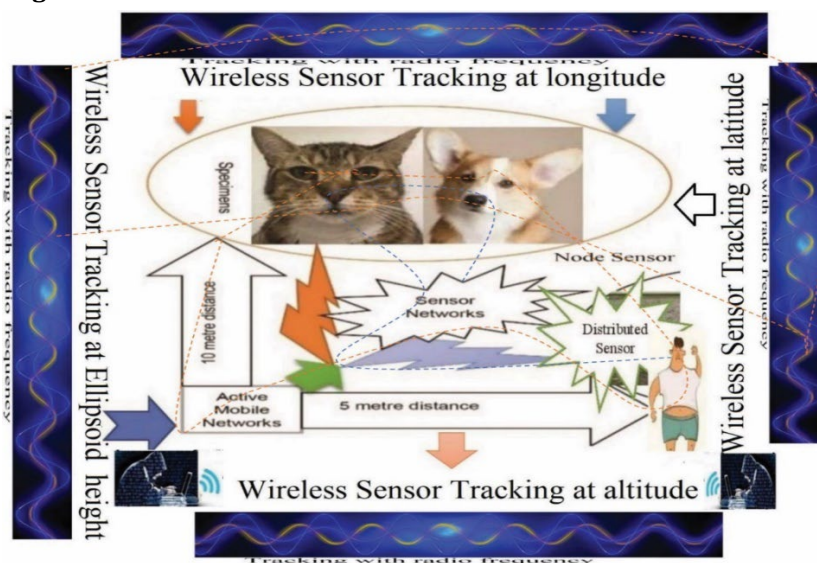 Tracking with radio frequency
Wireless Sensor Tracking at longitude
Tracking with radio frequency
Wireless Sensor Tracking at Ellipsoid height
Specimens
Wireless Sensor Tracking at latitude
Tracking with radio frequency
Node Sensor
Sensor
Networks
Distributed
Sensor
10 metre distance
Active
Mobile
Networks
5 metre distance
Wireless Sensor Tracking at altitude
Tracking with radio frequency